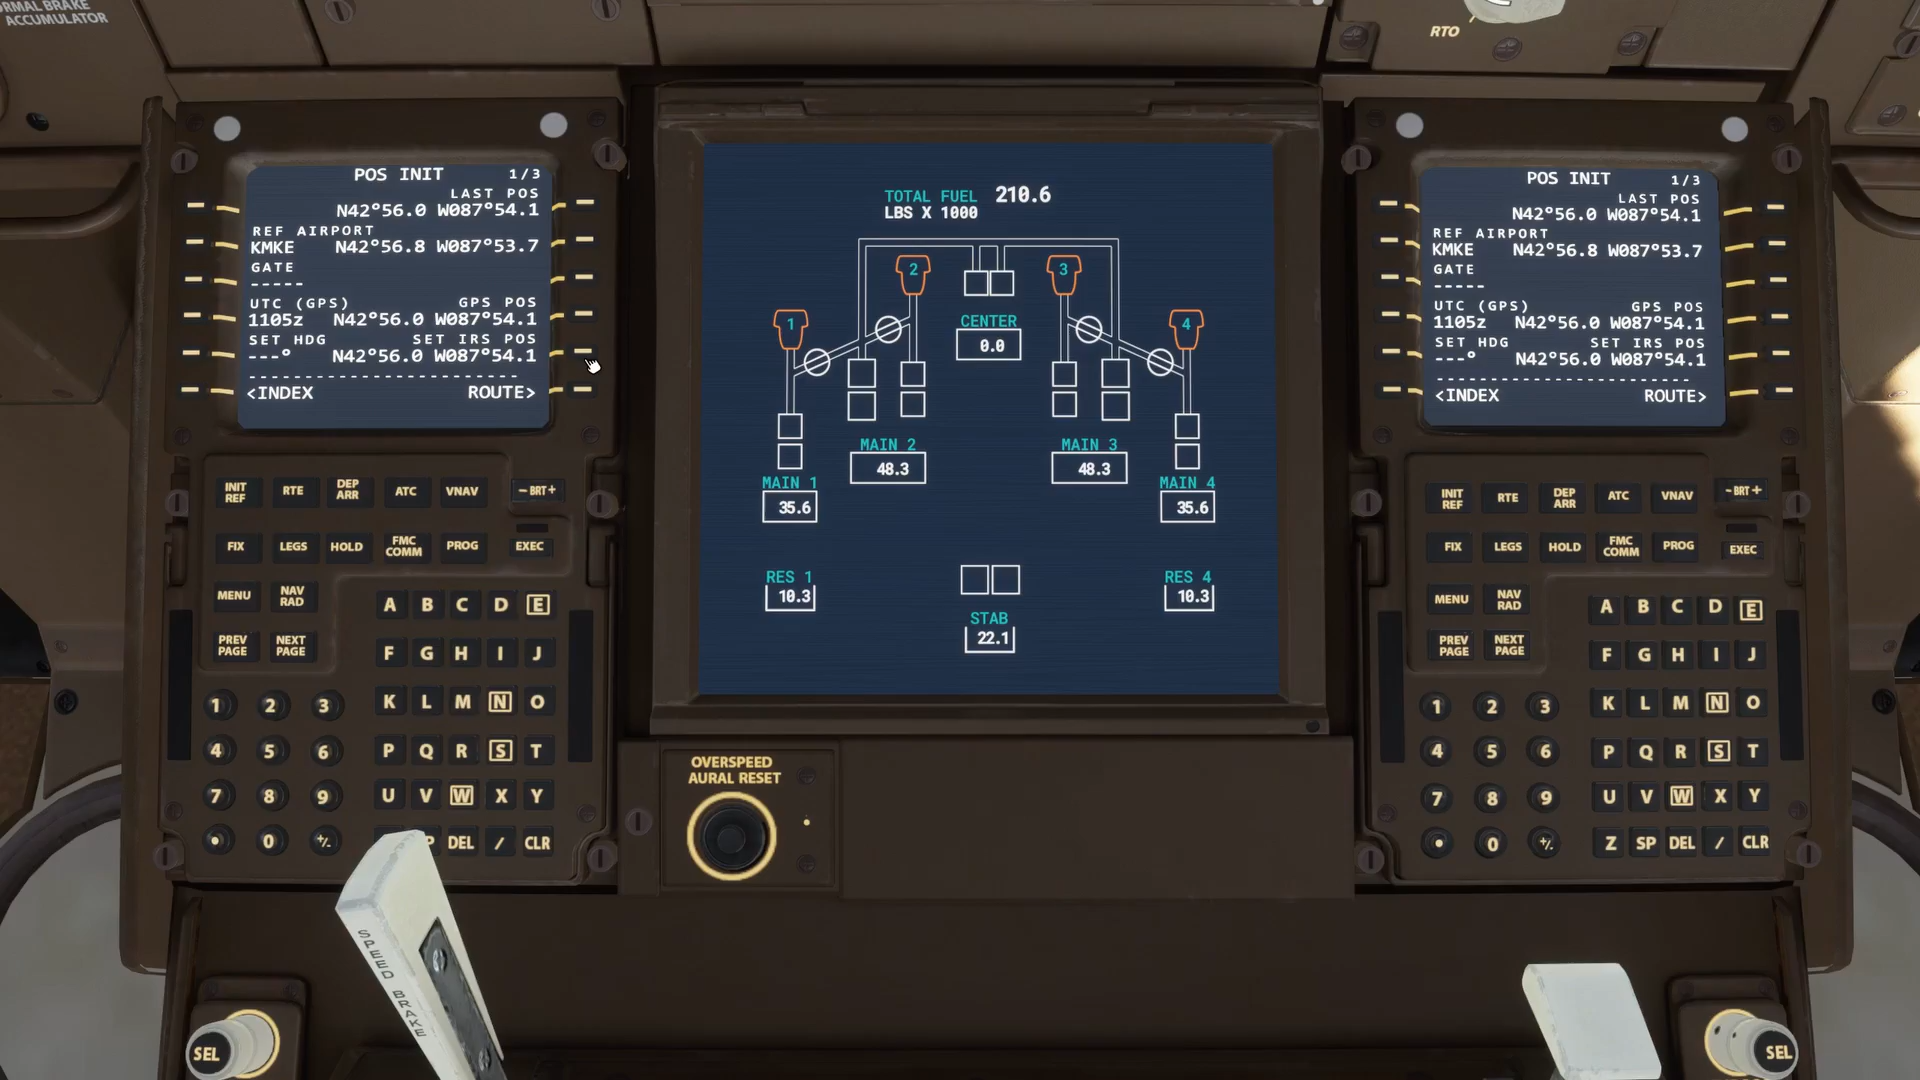 RMAL BRAKE
ACCUMULATOR
RTO
POS INIT 1/3
LAST POS
N42°56.0 W087°54.1
REF AIRPORT
KMKE N42°56.8 W087°53.7
GATE
-----
UTC (GPS) GPS POS
1105z N42°56.0 W087°54.1
SET HDG SET IRS POS
---° N42°56.0 W087°54.1
------------------------
<INDEX ROUTE>
INIT REF RTE DEP ARR ATC VNAV - BRT +
FIX LEGS HOLD FMC COMM PROG EXEC
MENU NAV RAD
PREV PAGE NEXT PAGE
A B C D E
F G H I J
K L M N O
P Q R S T
U V W X Y
P DEL / CLR
1 2 3
4 5 6
7 8 9
. 0 +/-
TOTAL FUEL 210.6
LBS X 1000
2 3
1 4
CENTER
0.0
MAIN 2 MAIN 3
48.3 48.3
MAIN 1 MAIN 4
35.6 35.6
RES 1 RES 4
10.3 10.3
STAB
22.1
OVERSPEED
AURAL RESET
POS INIT 1/3
LAST POS
N42°56.0 W087°54.1
REF AIRPORT
KMKE N42°56.8 W087°53.7
GATE
-----
UTC (GPS) GPS POS
1105z N42°56.0 W087°54.1
SET HDG SET IRS POS
---° N42°56.0 W087°54.1
------------------------
<INDEX ROUTE>
INIT REF RTE DEP ARR ATC VNAV - BRT +
FIX LEGS HOLD FMC COMM PROG EXEC
MENU NAV RAD
PREV PAGE NEXT PAGE
A B C D E
F G H I J
K L M N O
P Q R S T
U V W X Y
Z SP DEL / CLR
1 2 3
4 5 6
7 8 9
. 0 +/-
SPEED BRAKE
SEL
SEL